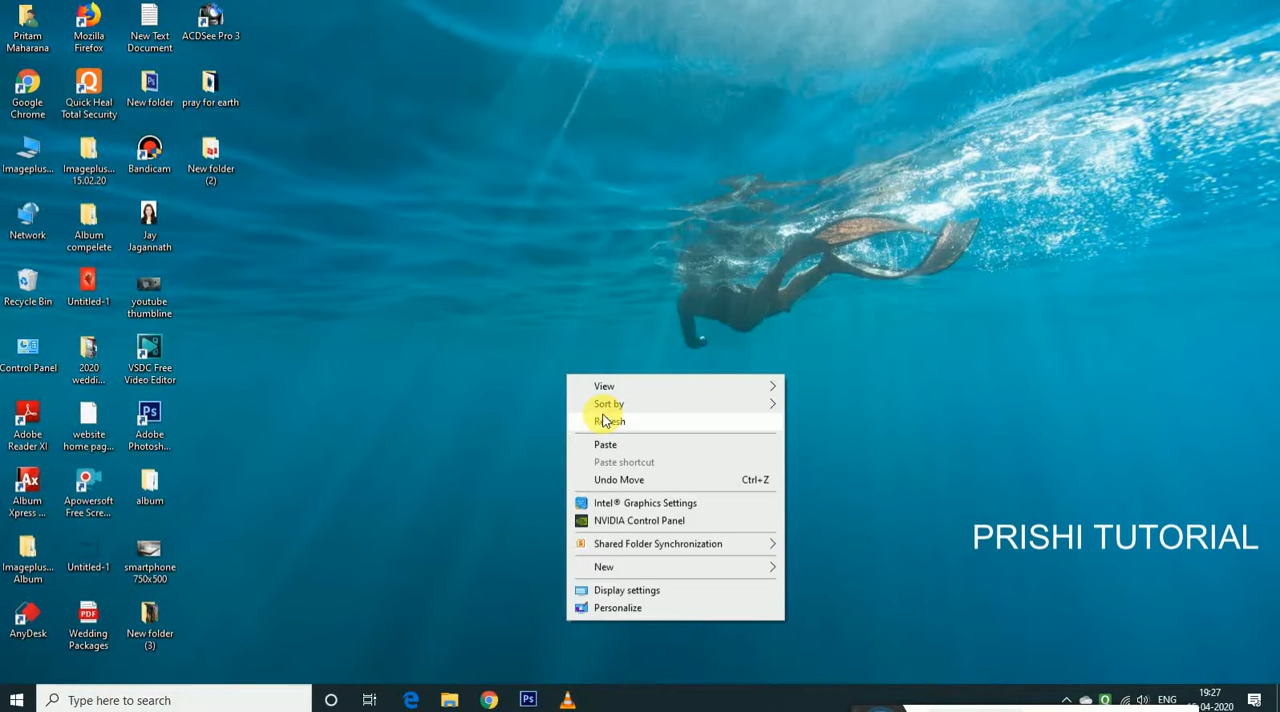 Pritam
Maharana
Mozilla
Firefox
New Text
Document
ACDSee Pro 3
Google
Chrome
Quick Heal
Total Security
New folder
pray for earth
Imageplus...
Imageplus...
15.02.20
Bandicam
New folder
(2)
Network
Album
compelete
Jay
Jagannath
Recycle Bin
Untitled-1
youtube
thumbline
Control Panel
2020
weddi...
VSDC Free
Video Editor
Adobe
Reader XI
website
home pag...
Adobe
Photosh...
Album
Xpress ...
Apowersoft
Free Scre...
album
Imageplus...
Album
Untitled-1
smartphone
750x500
AnyDesk
Wedding
Packages
New folder
(3)
View
Sort by
Paste
Paste shortcut
Undo Move Ctrl+Z
Intel® Graphics Settings
NVIDIA Control Panel
Shared Folder Synchronization
New
Display settings
Personalize
PRISHI TUTORIAL
Type here to search
ENG
19:27